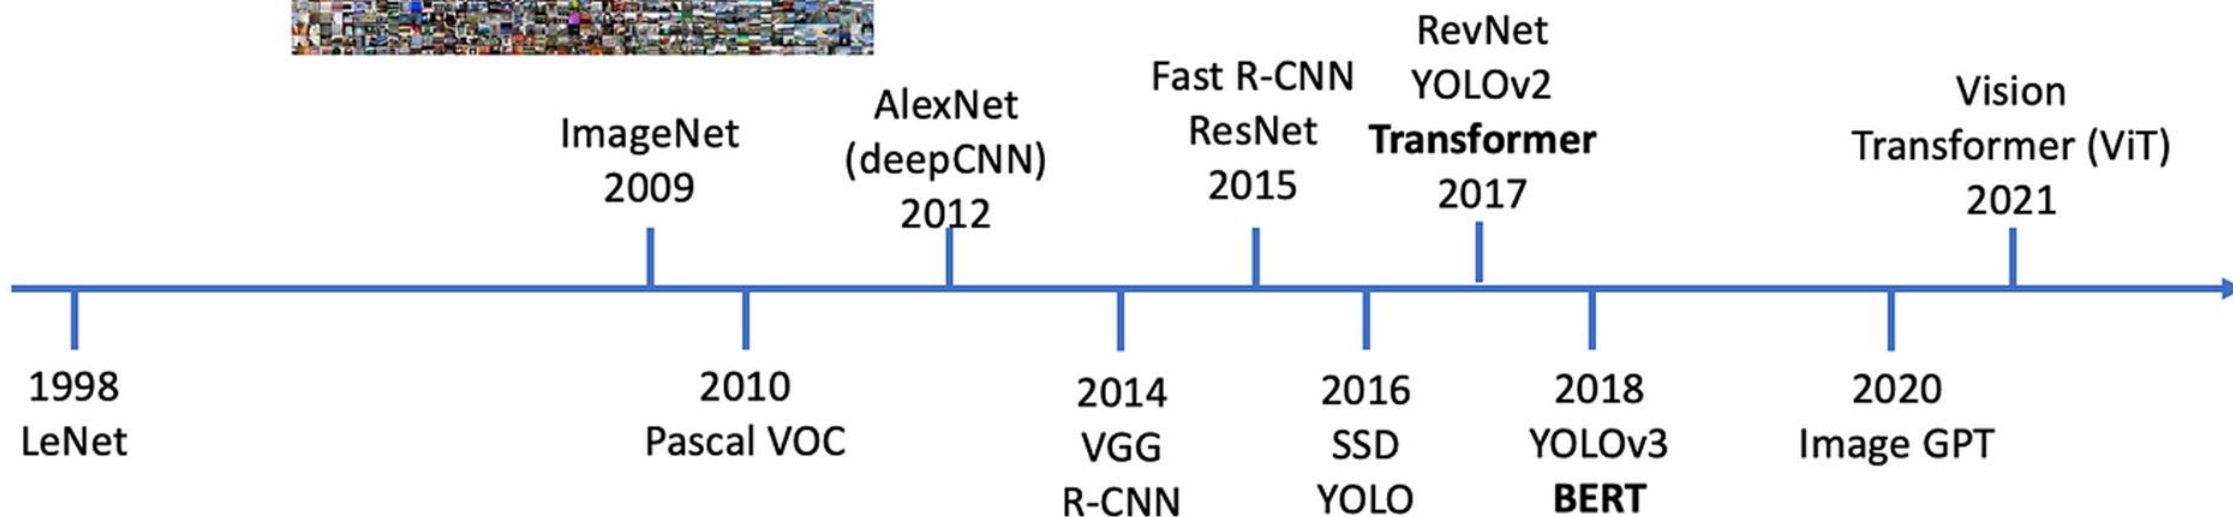 ImageNet
2009
AlexNet
(deepCNN)
2012
Fast R-CNN
ResNet
2015
RevNet
YOLOv2
Transformer
2017
Vision
Transformer (ViT)
2021
1998
LeNet
2010
Pascal VOC
2014
VGG
R-CNN
2016
SSD
YOLO
2018
YOLOv3
BERT
2020
Image GPT